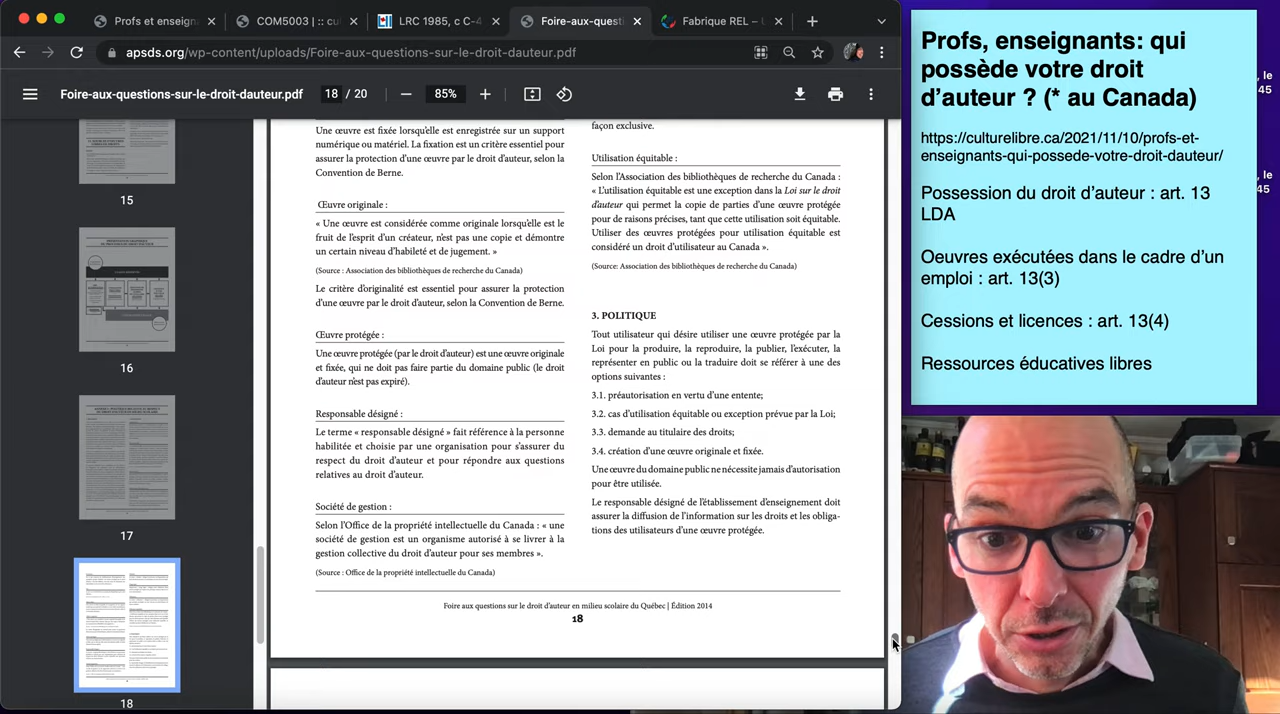 Profs et enseign
COM5003 | :: cu
LRC 1985, c C-4
Foire-aux-questi
Fabrique REL – U
apsds.org/wp-content/uploads/Foire-aux-questions-sur-le-droit-dauteur.pdf
Foire-aux-questions-sur-le-droit-dauteur.pdf
18 / 20
85%
15
16
17
18
Une œuvre est fixée lorsqu'elle est enregistrée sur un support
numérique ou matériel. La fixation est un critère essentiel pour
assurer la protection d'une œuvre par le droit d'auteur, selon la
Convention de Berne.
Œuvre originale :
« Une œuvre est considérée comme originale lorsqu'elle est le
fruit de l'esprit d'un créateur, n'est pas une copie et démontre
un certain niveau d'habileté et de jugement. »
(Source : Association des bibliothèques de recherche du Canada)
Le critère d'originalité est essentiel pour assurer la protection
d'une œuvre par le droit d'auteur, selon la Convention de Berne.
Œuvre protégée :
Une œuvre protégée (par le droit d'auteur) est une œuvre originale
et fixée, qui ne doit pas faire partie du domaine public (le droit
d'auteur n'est pas expiré).
Responsable désigné :
Le terme « responsable désigné » fait référence à la personne
habilitée et choisie par une organisation pour s'assurer du
respect du droit d'auteur et pour répondre aux questions
relatives au droit d'auteur.
Société de gestion :
Selon l'Office de la propriété intellectuelle du Canada : « une
société de gestion est un organisme autorisé à se livrer à la
gestion collective du droit d'auteur pour ses membres ».
(Source : Office de la propriété intellectuelle du Canada)
façon exclusive.
Utilisation équitable :
Selon l'Association des bibliothèques de recherche du Canada :
« L'utilisation équitable est une exception dans la Loi sur le droit
d'auteur qui permet la copie de parties d'une œuvre protégée
pour de raisons précises, tant que cette utilisation soit équitable.
Utiliser des œuvres protégées pour utilisation équitable est
considéré un droit d'utilisateur au Canada ».
(Source: Association des bibliothèques de recherche du Canada)
3. POLITIQUE
Tout utilisateur qui désire utiliser une œuvre protégée par la
Loi pour la produire, la reproduire, la publier, l'exécuter, la
représenter en public ou la traduire doit se référer à une des
options suivantes :
3.1. préautorisation en vertu d'une entente;
3.2. cas d'utilisation équitable ou exception prévue par la Loi;
3.3. demande au titulaire des droits;
3.4. création d'une œuvre originale et fixée.
Une œuvre du domaine public ne nécessite jamais d'autorisation
pour être utilisée.
Le responsable désigné de l'établissement d'enseignement doit
assurer la diffusion de l'information sur les droits et les obliga-
tions des utilisateurs d'une œuvre protégée.
Foire aux questions sur le droit d'auteur en milieu scolaire du Québec | Édition 2014
18
Profs, enseignants: qui
possède votre droit
d'auteur ? (* au Canada)
https://culturelibre.ca/2021/11/10/profs-et-
enseignants-qui-possede-votre-droit-dauteur/
Possession du droit d'auteur : art. 13
LDA
Oeuvres exécutées dans le cadre d'un
emploi : art. 13(3)
Cessions et licences : art. 13(4)
Ressources éducatives libres
, le
45
, le
45